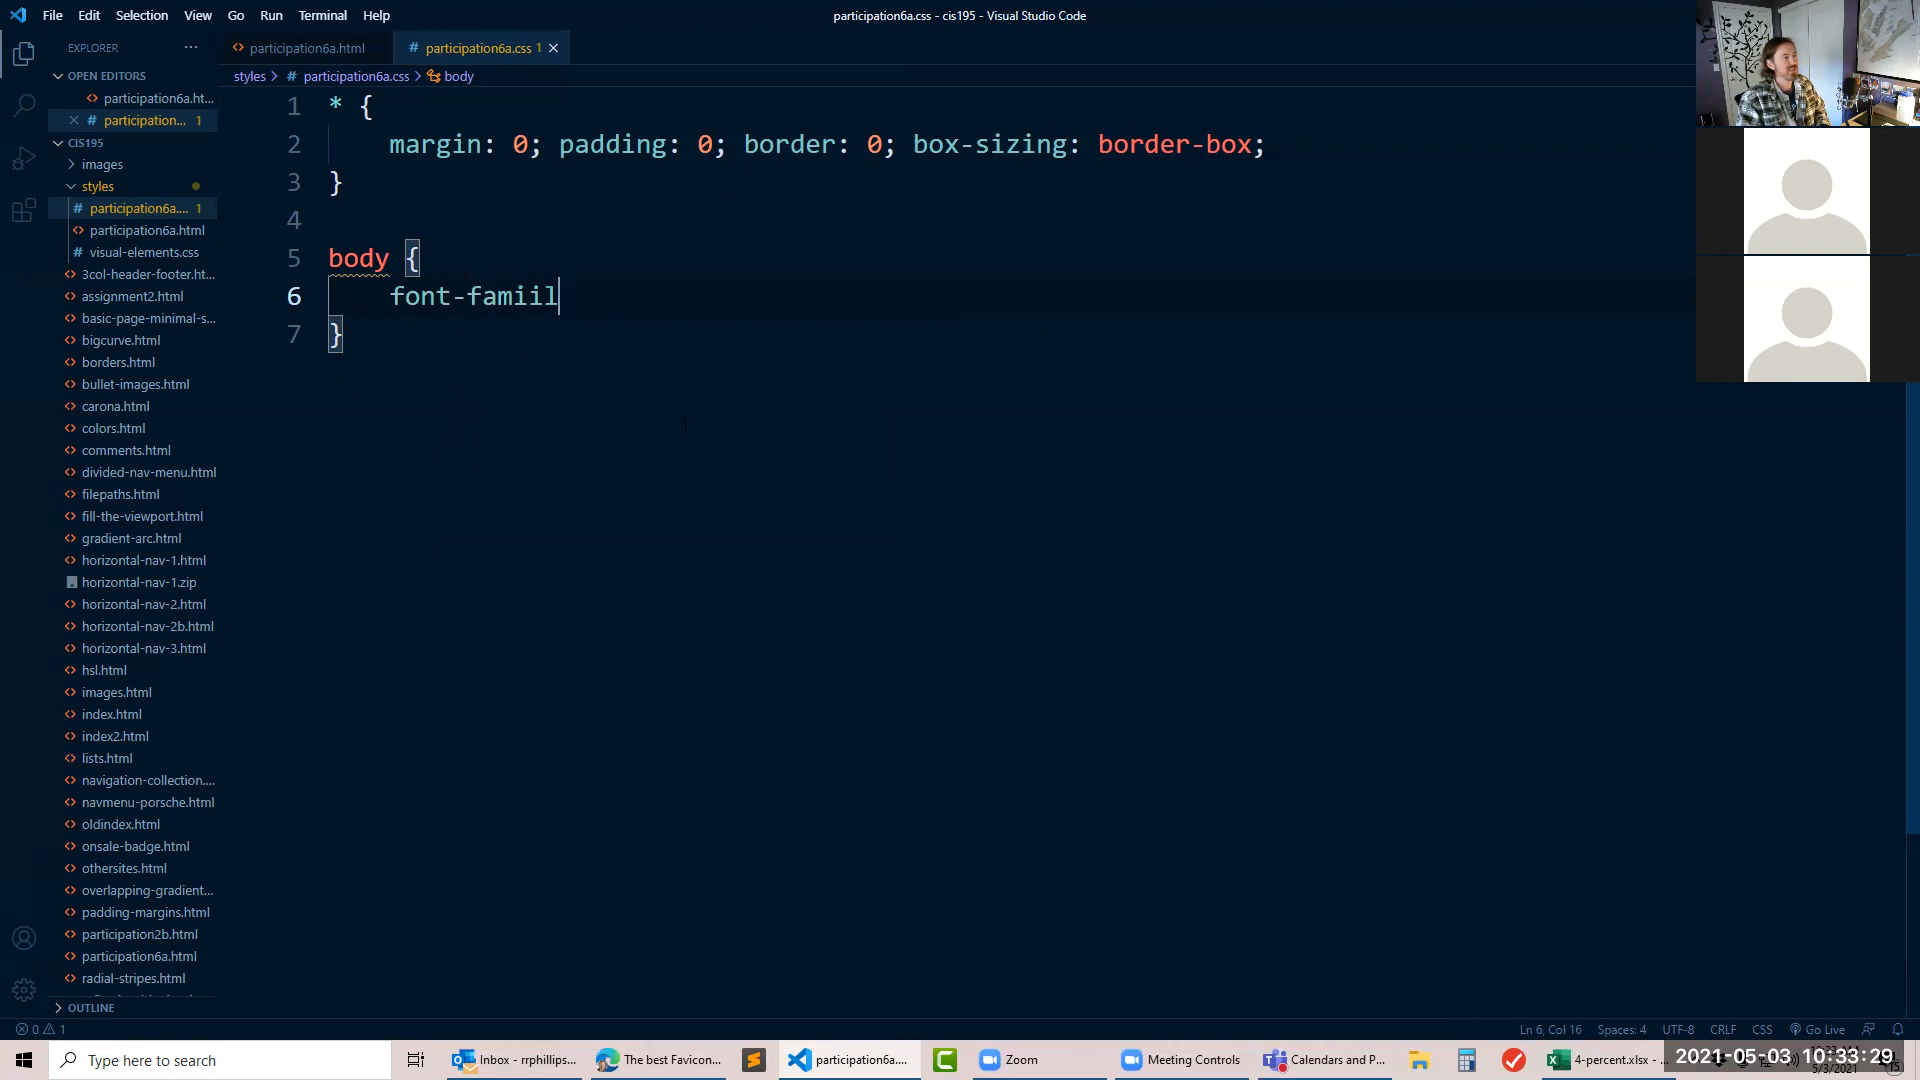 File Edit Selection View Go Run Terminal Help
participation6a.css - cis195 - Visual Studio Code
EXPLORER ···
participation6a.html
# participation6a.css 1
styles > # participation6a.css > body
OPEN EDITORS
participation6a.ht...
# participation... 1
CIS195
images
styles
# participation6a.... 1
participation6a.html
# visual-elements.css
3col-header-footer.ht...
assignment2.html
basic-page-minimal-s...
bigcurve.html
borders.html
bullet-images.html
carona.html
colors.html
comments.html
divided-nav-menu.html
filepaths.html
fill-the-viewport.html
gradient-arc.html
horizontal-nav-1.html
horizontal-nav-1.zip
horizontal-nav-2.html
horizontal-nav-2b.html
horizontal-nav-3.html
hsl.html
images.html
index.html
index2.html
lists.html
navigation-collection....
navmenu-porsche.html
oldindex.html
onsale-badge.html
othersites.html
overlapping-gradient...
padding-margins.html
participation2b.html
participation6a.html
radial-stripes.html
OUTLINE
1 * {
2 margin: 0; padding: 0; border: 0; box-sizing: border-box;
3 }
4
5 body {
6 font-famiil
7 }
0 1
Ln 6, Col 16 Spaces: 4 UTF-8 CRLF CSS Go Live
Type here to search
Inbox - rrphillips...
The best Favicon...
participation6a....
Zoom
Meeting Controls
Calendars and P...
4-percent.xlsx - ...
2021-05-03 10:33:29
5/3/2021
15